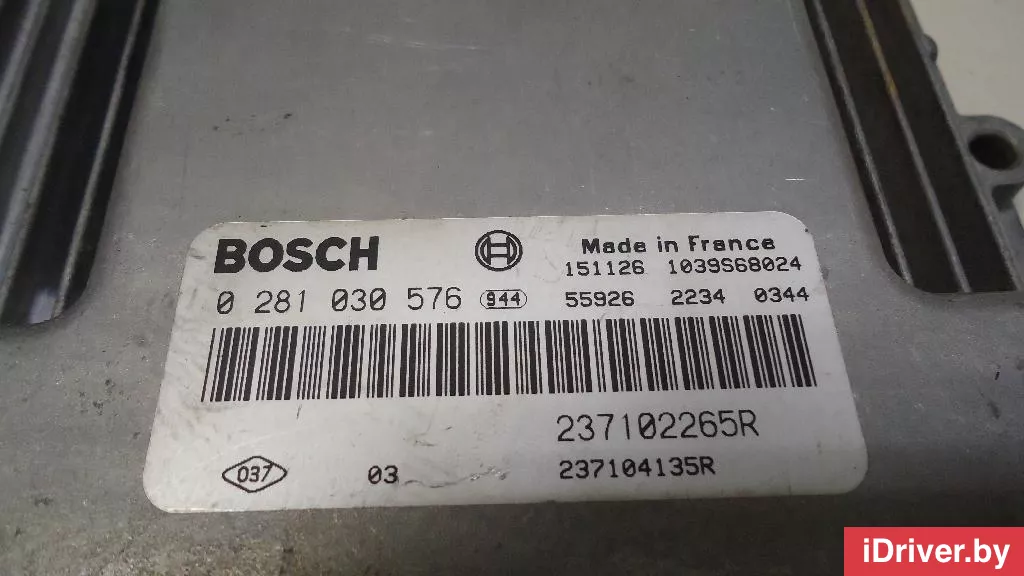 BOSCH
Made in France
151126 1039S68024
0 281 030 576 944 55926 2234 0344
237102265R
037 03 237104135R
iDriver.by